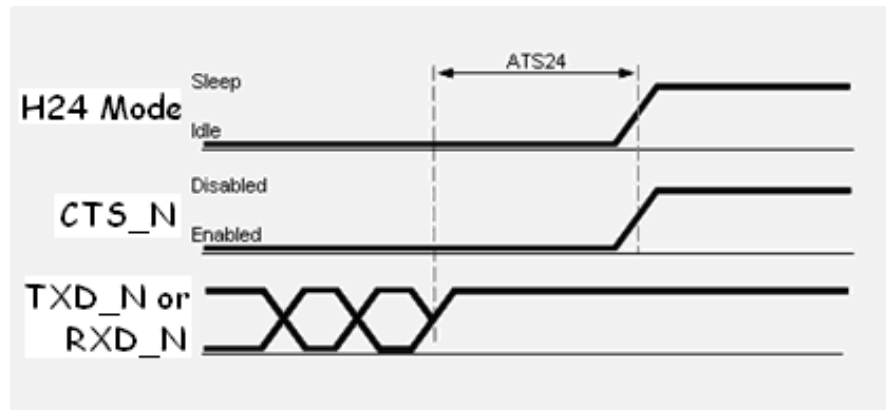 ATS24
Sleep
H24 Mode
Idle
Disabled
CTS_N
Enabled
TXD_N or
RXD_N